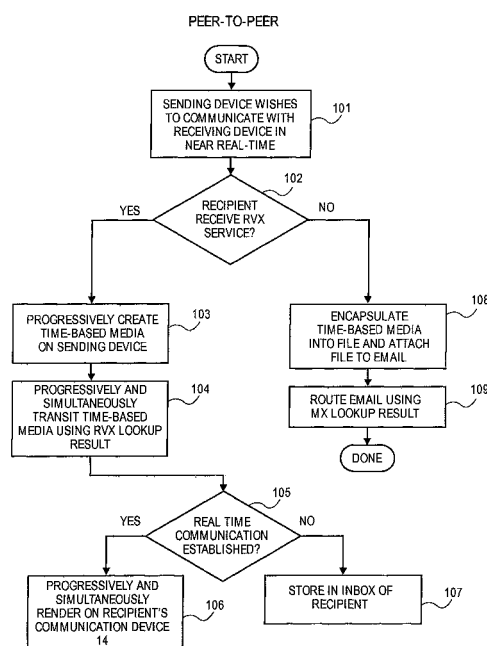 PEER-TO-PEER
START
SENDING DEVICE WISHES
TO COMMUNICATE WITH
RECEIVING DEVICE IN
NEAR REAL-TIME
101
102
YES
RECIPIENT
RECEIVE RVX
SERVICE?
NO
PROGRESSIVELY CREATE
TIME-BASED MEDIA
ON SENDING DEVICE
103
ENCAPSULATE
TIME-BASED MEDIA
INTO FILE AND ATTACH
FILE TO EMAIL
108
PROGRESSIVELY AND
SIMULTANEOUSLY
TRANSIT TIME-BASED
MEDIA USING RVX LOOKUP
RESULT
104
ROUTE EMAIL USING
MX LOOKUP RESULT
109
DONE
105
YES
REAL TIME
COMMUNICATION
ESTABLISHED?
NO
PROGRESSIVELY AND
SIMULTANEOUSLY
RENDER ON RECIPIENT'S
COMMUNICATION DEVICE
14
106
STORE IN INBOX OF
RECIPIENT
107